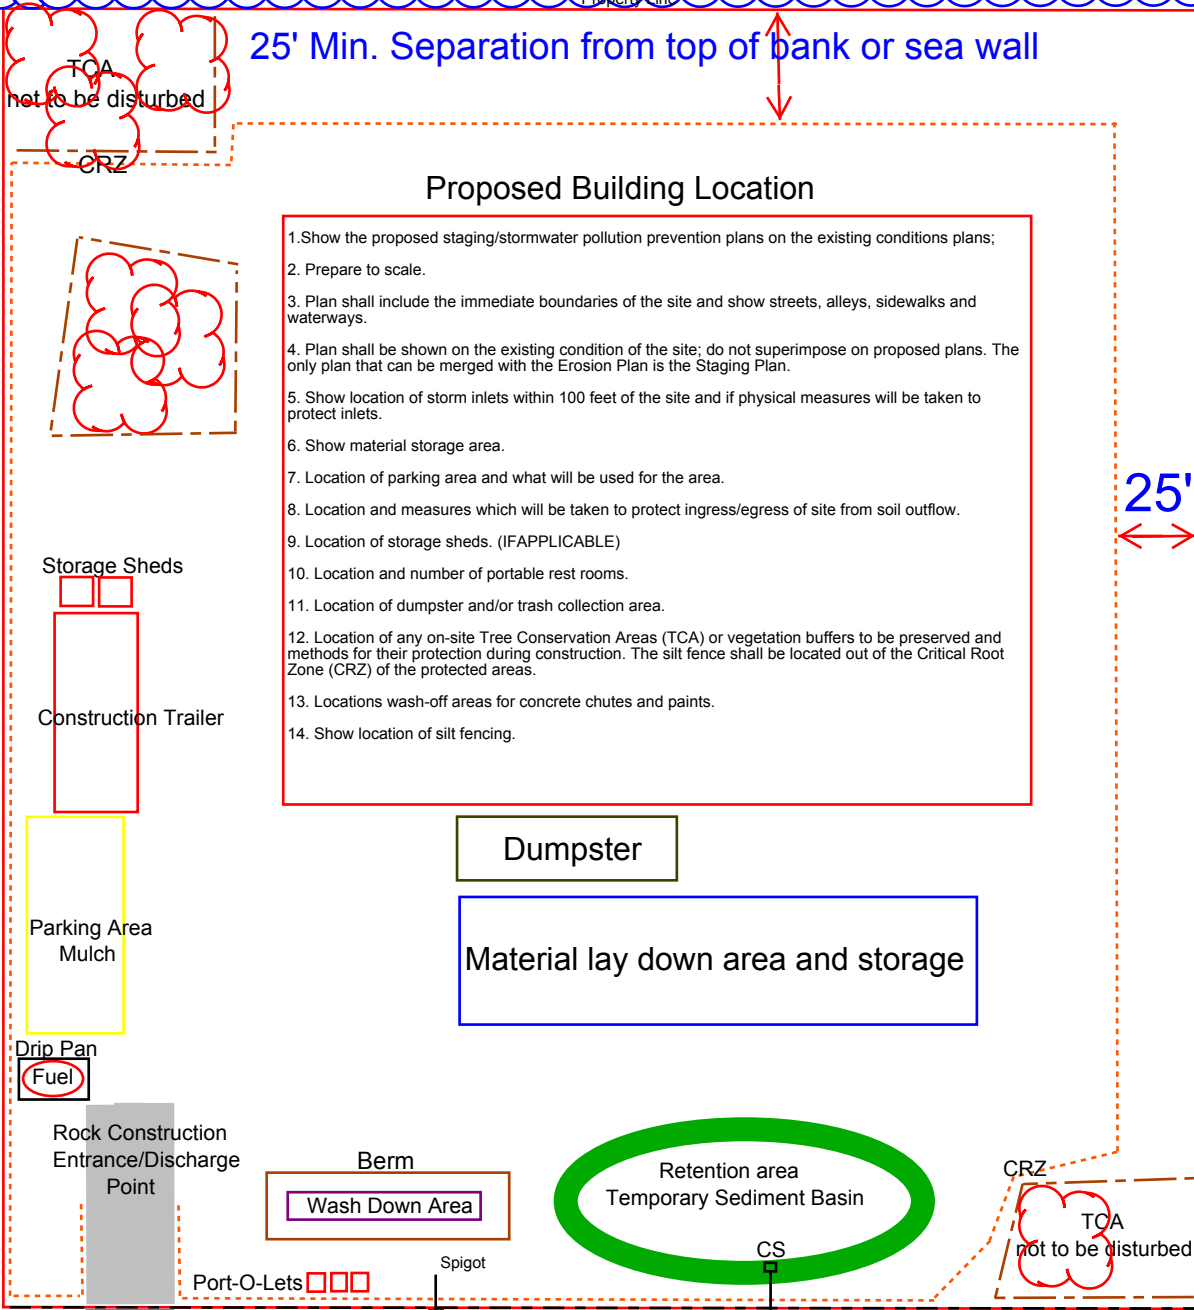 Property Line
25' Min. Separation from top of bank or sea wall
TCA
not to be disturbed
CRZ
Proposed Building Location
1.Show the proposed staging/stormwater pollution prevention plans on the existing conditions plans;
2. Prepare to scale.
3. Plan shall include the immediate boundaries of the site and show streets, alleys, sidewalks and
waterways.
4. Plan shall be shown on the existing condition of the site; do not superimpose on proposed plans. The
only plan that can be merged with the Erosion Plan is the Staging Plan.
5. Show location of storm inlets within 100 feet of the site and if physical measures will be taken to
protect inlets.
6. Show material storage area.
7. Location of parking area and what will be used for the area.
8. Location and measures which will be taken to protect ingress/egress of site from soil outflow.
9. Location of storage sheds. (IFAPPLICABLE)
10. Location and number of portable rest rooms.
11. Location of dumpster and/or trash collection area.
12. Location of any on-site Tree Conservation Areas (TCA) or vegetation buffers to be preserved and
methods for their protection during construction. The silt fence shall be located out of the Critical Root
Zone (CRZ) of the protected areas.
13. Locations wash-off areas for concrete chutes and paints.
14. Show location of silt fencing.
25'
Storage Sheds
Construction Trailer
Dumpster
Parking Area
Mulch
Material lay down area and storage
Drip Pan
Fuel
Rock Construction
Entrance/Discharge
Point
Berm
Wash Down Area
Retention area
Temporary Sediment Basin
CRZ
TCA
not to be disturbed
CS
Spigot
Port-O-Lets